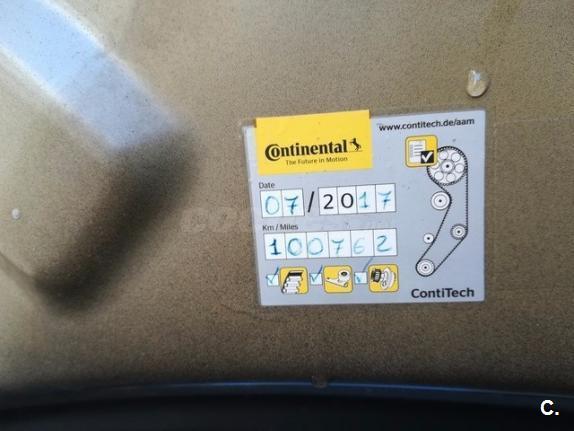 www.contitech.de/aam
Continental
The Future in Motion
Date
07/2017
Km / Miles
100762
ContiTech
C.